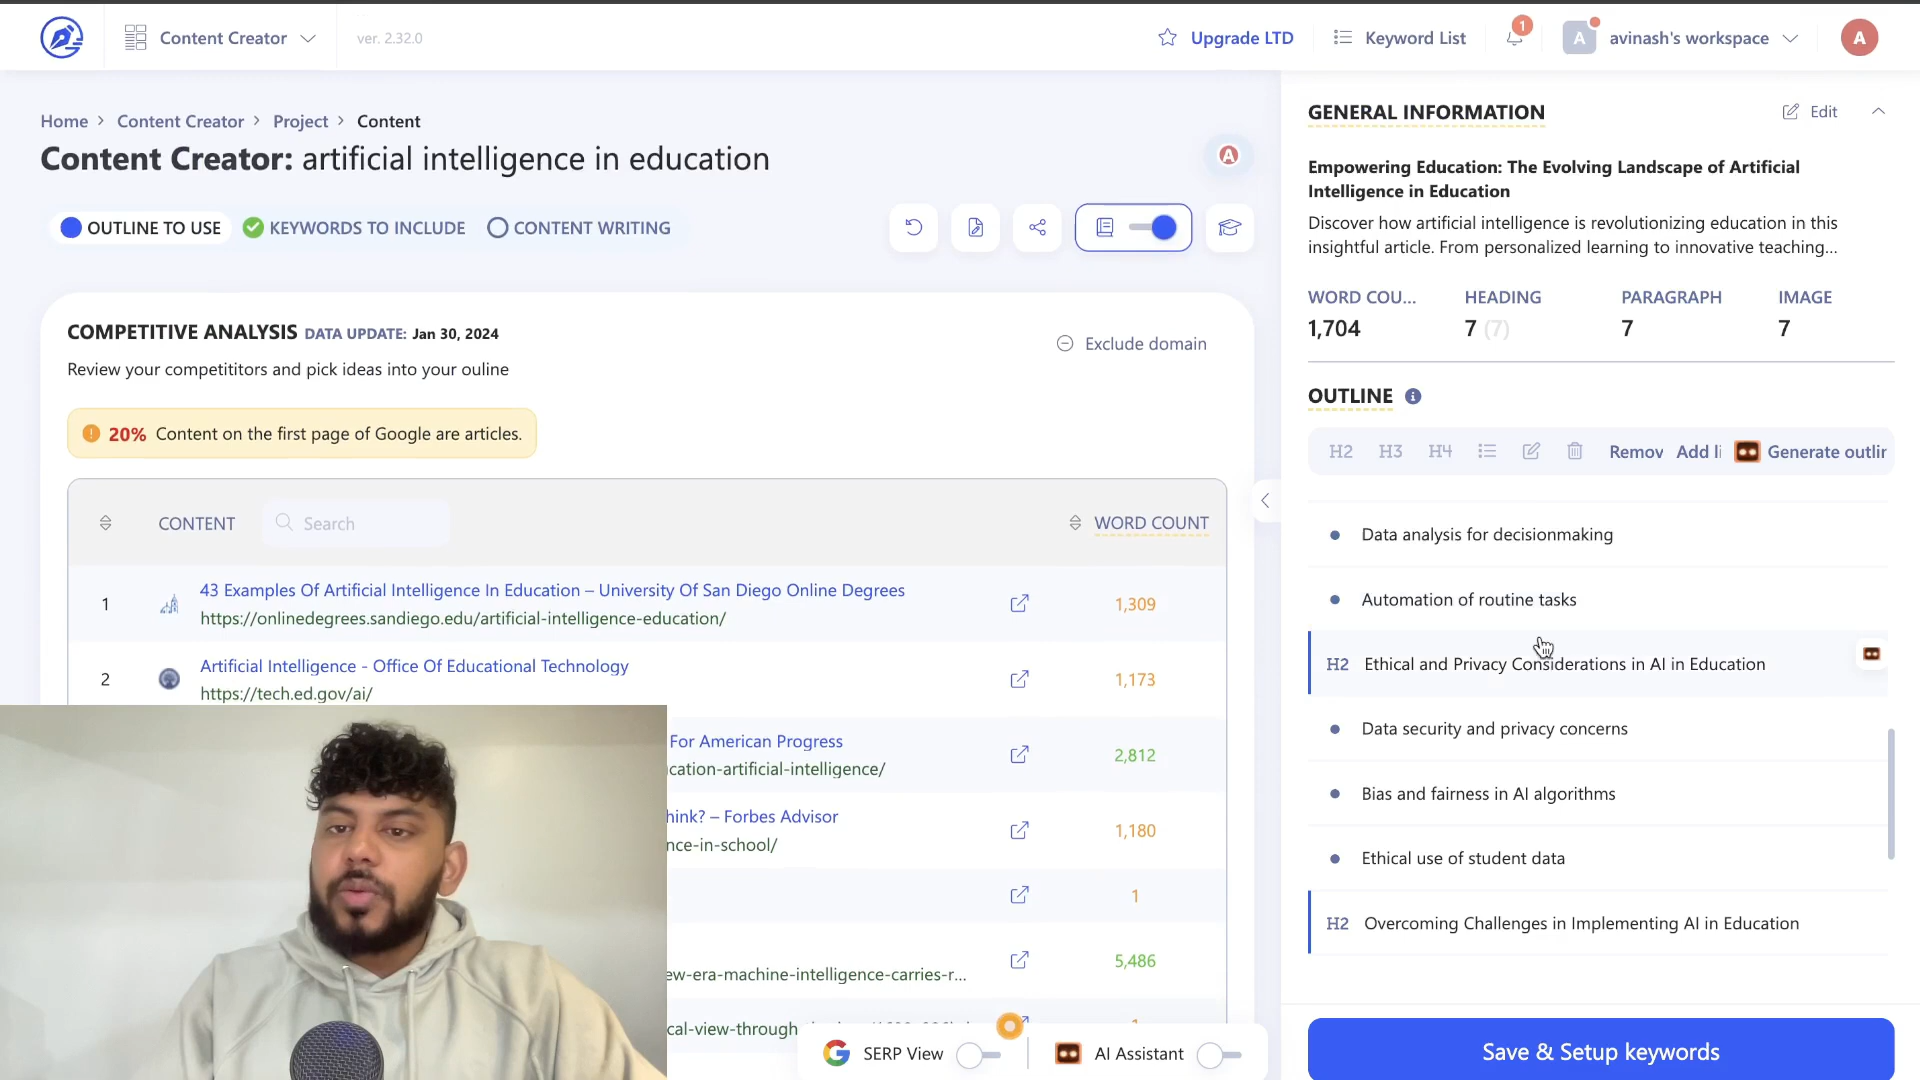 Content Creator
ver. 2.32.0
Upgrade LTD
Keyword List
1
A
avinash's workspace
A
Home > Content Creator > Project > Content
Content Creator: artificial intelligence in education
A
OUTLINE TO USE
KEYWORDS TO INCLUDE
CONTENT WRITING
COMPETITIVE ANALYSIS DATA UPDATE: Jan 30, 2024
Exclude domain
Review your competititors and pick ideas into your ouline
20% Content on the first page of Google are articles.
CONTENT
Search
WORD COUNT
1
43 Examples Of Artificial Intelligence In Education – University Of San Diego Online Degrees
https://onlinedegrees.sandiego.edu/artificial-intelligence-education/
1,309
2
Artificial Intelligence - Office Of Educational Technology
https://tech.ed.gov/ai/
1,173
For American Progress
ication-artificial-intelligence/
2,812
hink? – Forbes Advisor
nce-in-school/
1,180
1
ew-era-machine-intelligence-carries-r...
5,486
cal-view-through
SERP View
AI Assistant
GENERAL INFORMATION
Edit
Empowering Education: The Evolving Landscape of Artificial
Intelligence in Education
Discover how artificial intelligence is revolutionizing education in this
insightful article. From personalized learning to innovative teaching...
WORD COU... HEADING PARAGRAPH IMAGE
1,704 7 (7) 7 7
OUTLINE
H2 H3 H4 Remov Add li Generate outlir
Data analysis for decisionmaking
Automation of routine tasks
H2 Ethical and Privacy Considerations in AI in Education
Data security and privacy concerns
Bias and fairness in AI algorithms
Ethical use of student data
H2 Overcoming Challenges in Implementing AI in Education
Save & Setup keywords